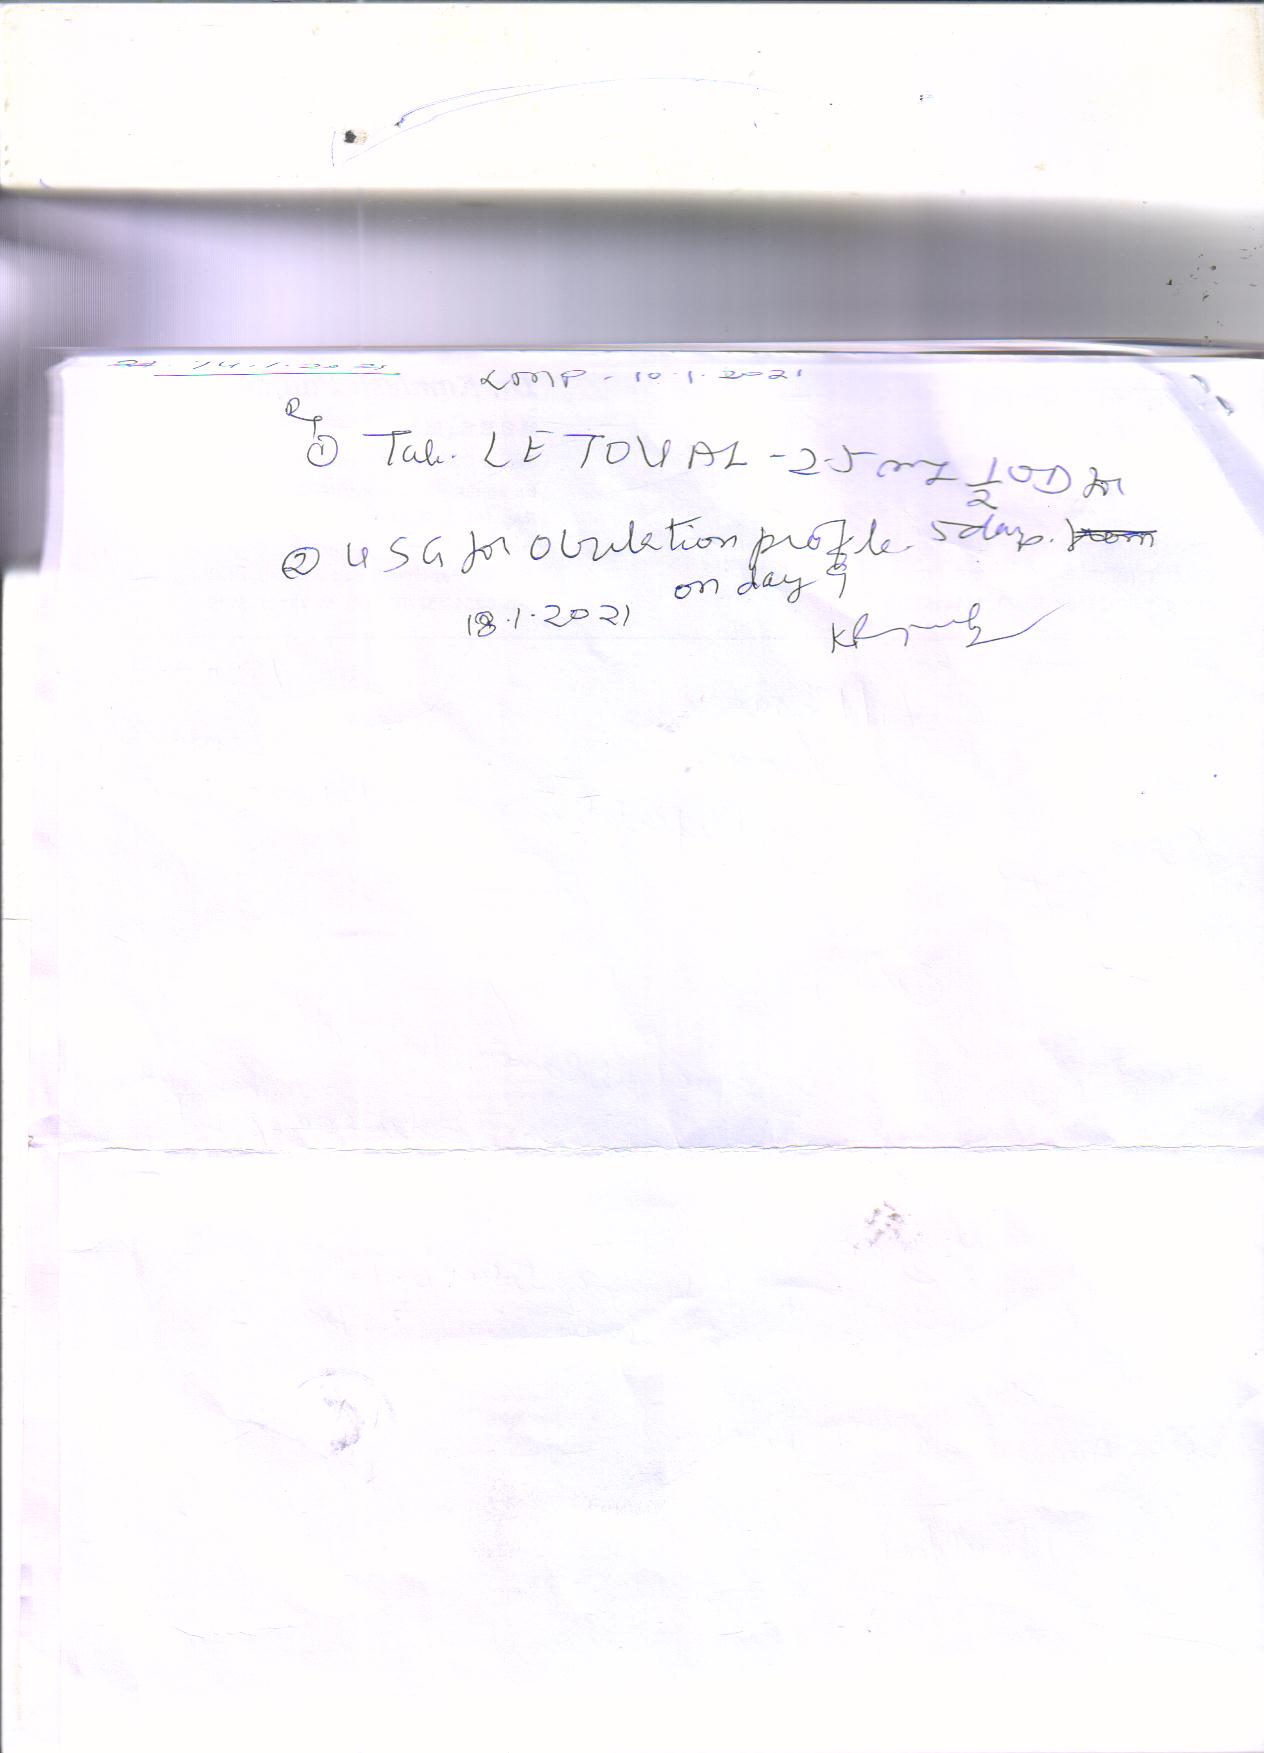 14.1.2021
LMP - 10.1.2021
Rx
① Tab. LETOVAL - 2.5 mg 1/2 OD for
5 days.
② USG for Ovulation profile
on day 9
18.1.2021